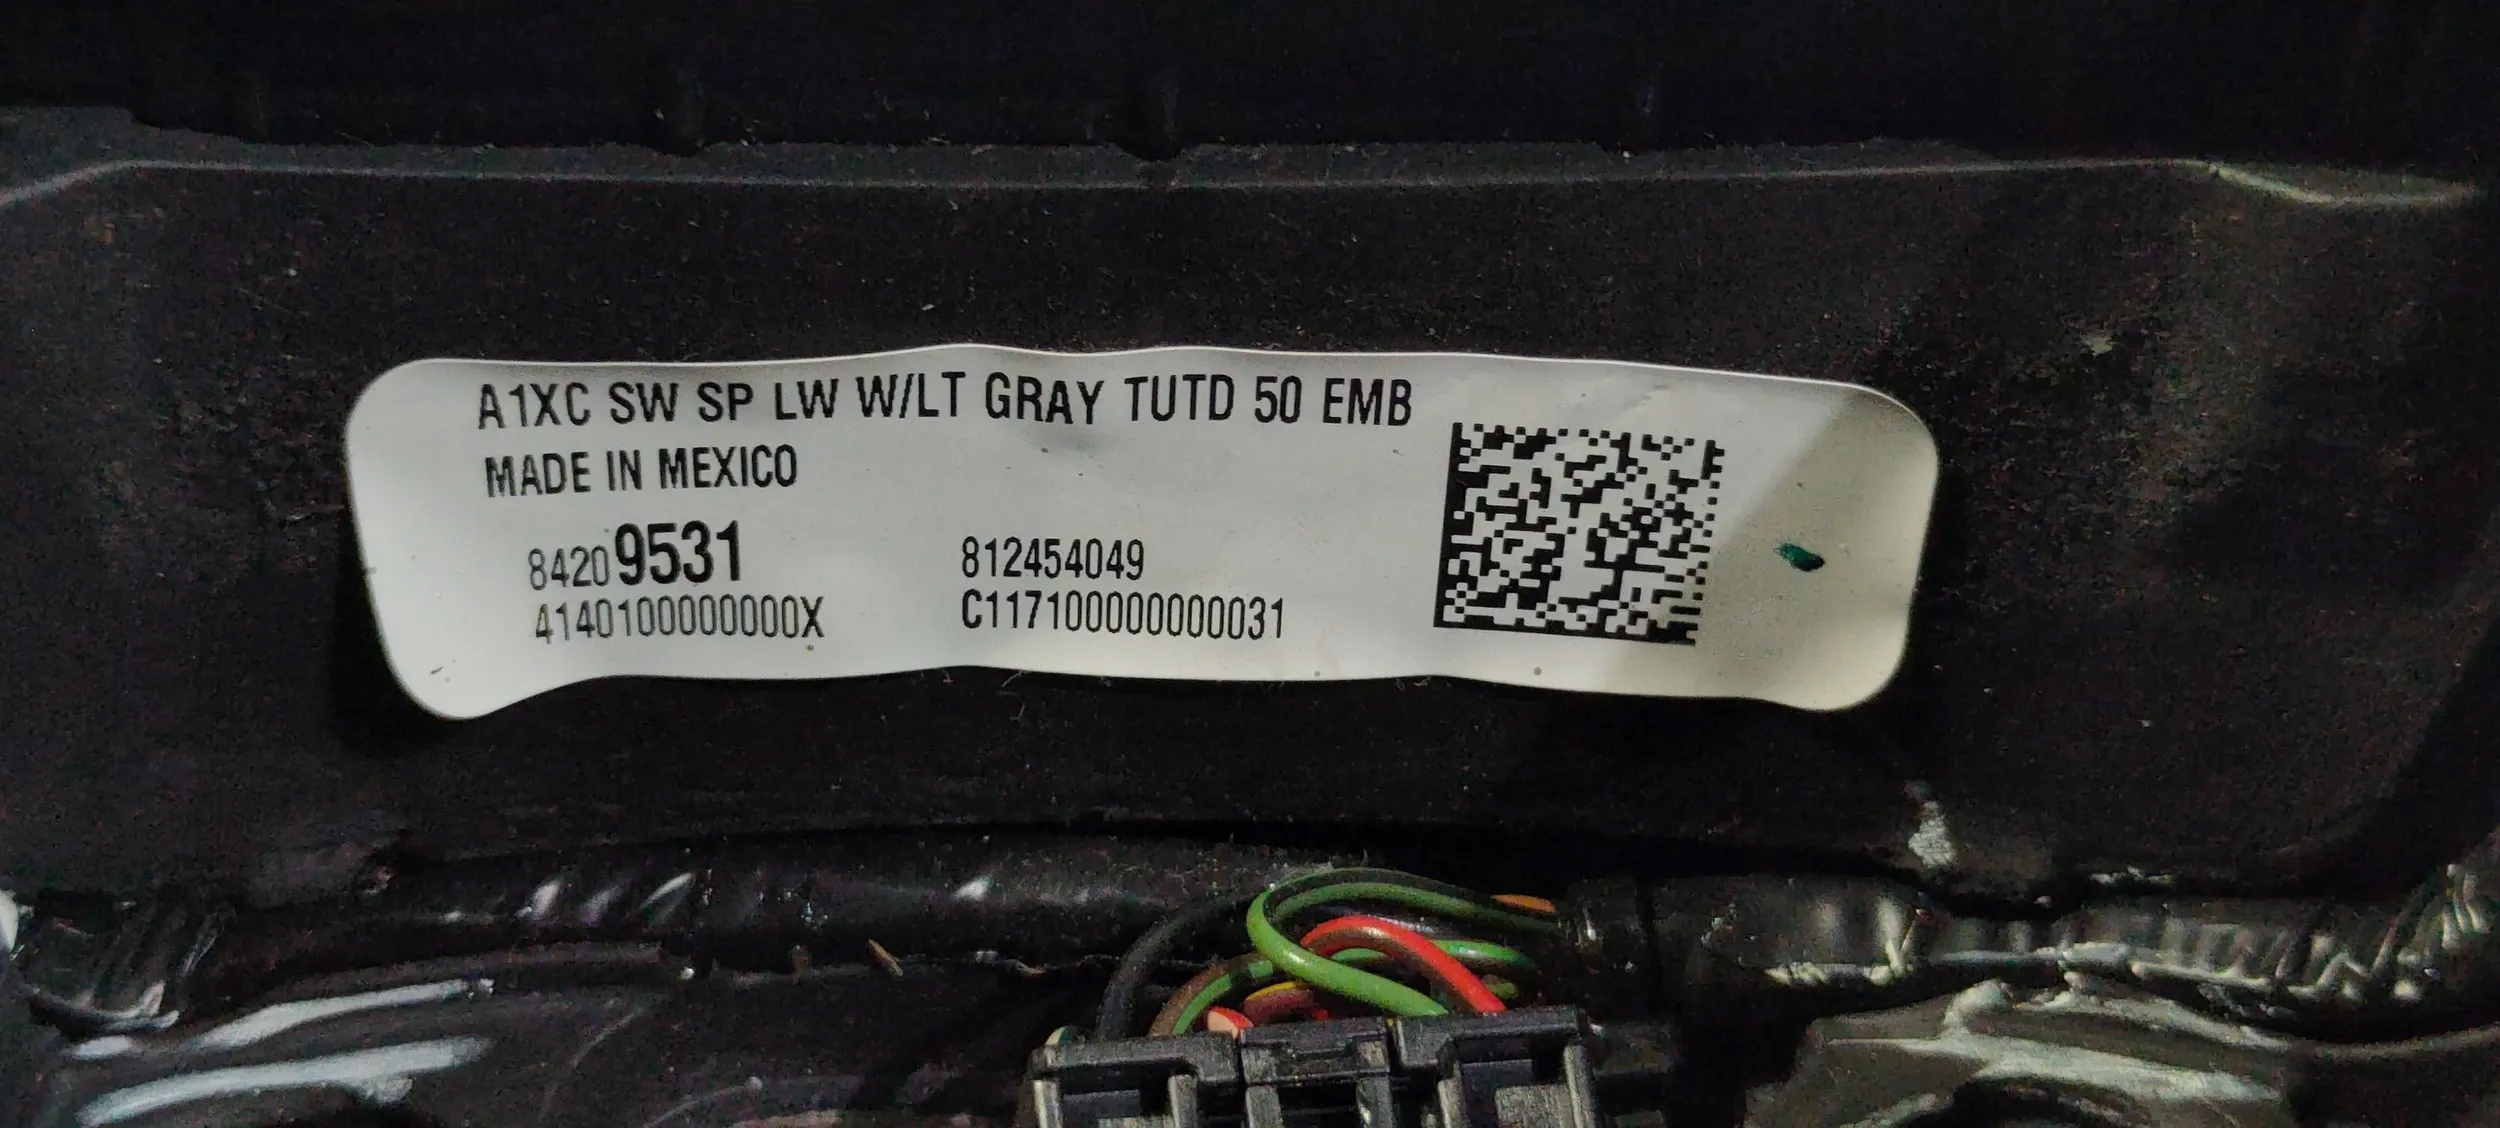 A1XC SW SP LW W/LT GRAY TUTD 50 EMB
MADE IN MEXICO
84209531 812454049
4140100000000X C117100000000031